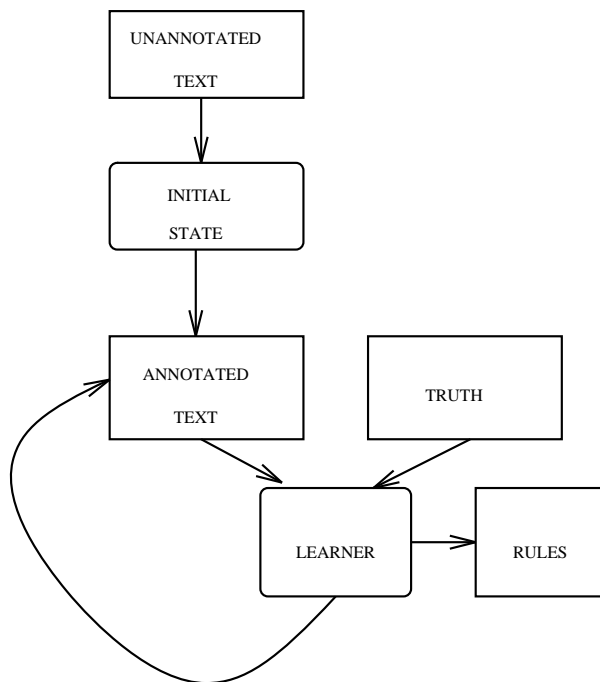 UNANNOTATED
TEXT
INITIAL
STATE
ANNOTATED
TEXT
TRUTH
LEARNER
RULES